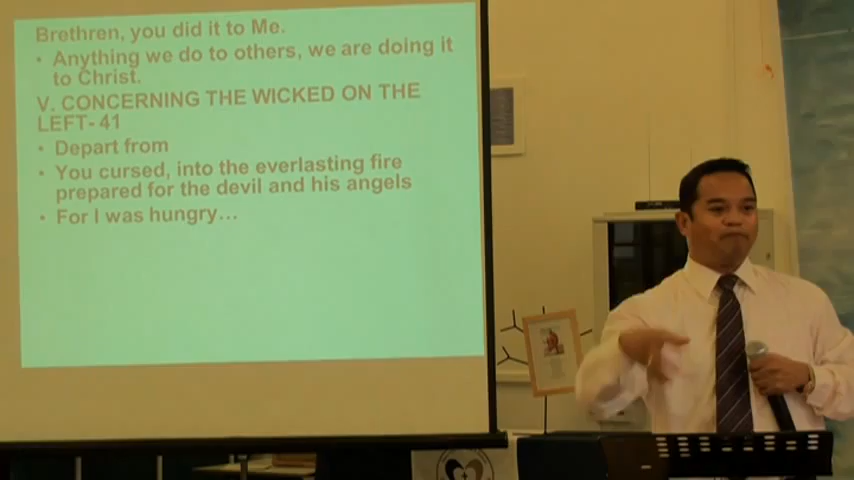 Brethren, you did it to Me.
• Anything we do to others, we are doing it
to Christ.
V. CONCERNING THE WICKED ON THE
LEFT- 41
• Depart from
• You cursed, into the everlasting fire
prepared for the devil and his angels
• For I was hungry…